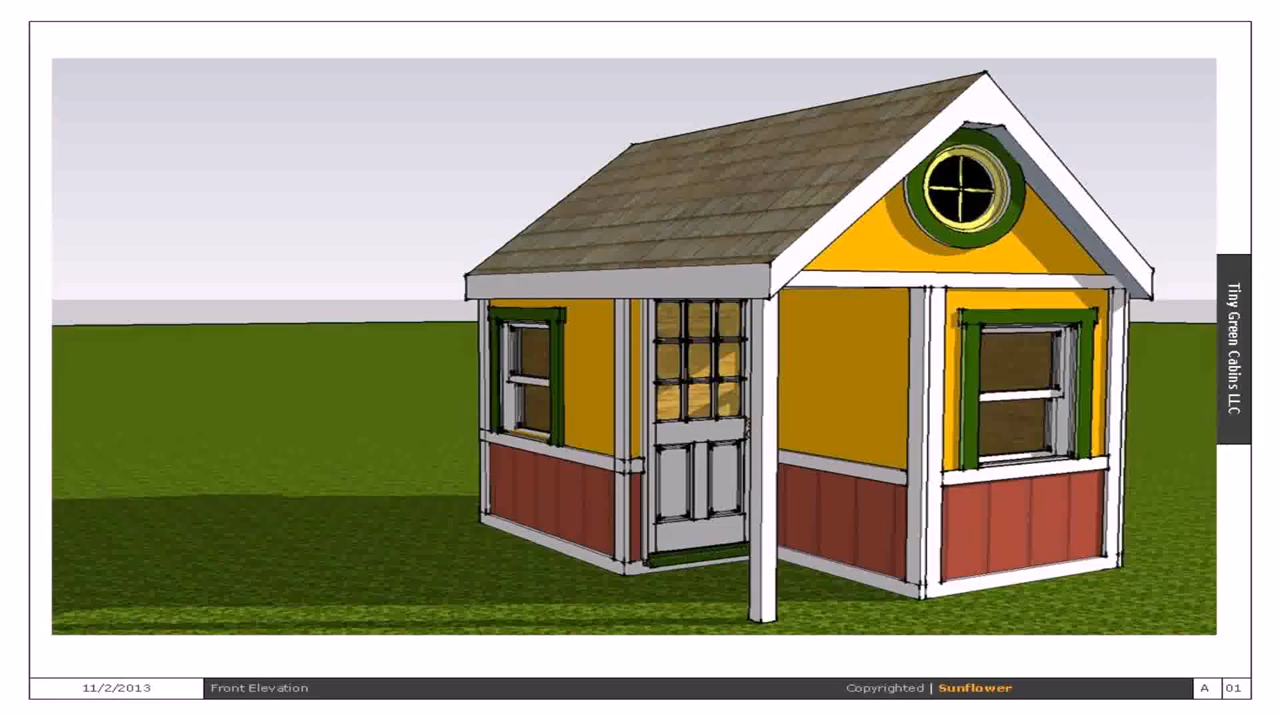 Tiny Green Cabins LLC
11/2/2013
Front Elevation
Copyrighted | Sunflower
A
01